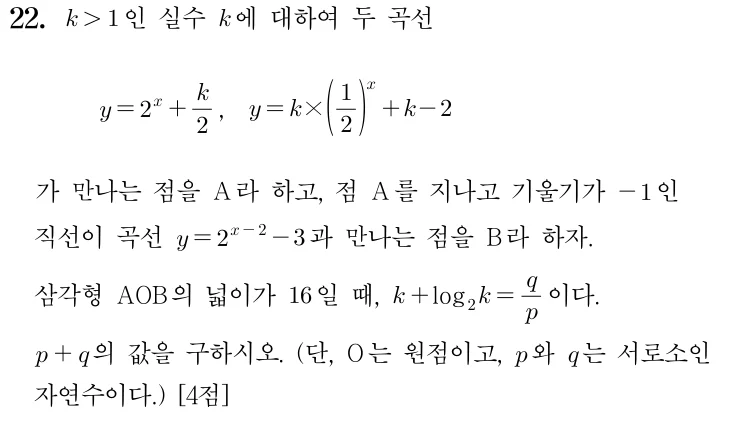 22. k>1인 실수 k에 대하여 두 곡선
y=2^x+k/2, y=k×(1/2)^x+k-2
가 만나는 점을 A라 하고, 점 A를 지나고 기울기가 -1인
직선이 곡선 y=2^{x-2}-3과 만나는 점을 B라 하자.
삼각형 AOB의 넓이가 16일 때, k+log₂k=q/p이다.
p+q의 값을 구하시오. (단, O는 원점이고, p와 q는 서로소인
자연수이다.) [4점]